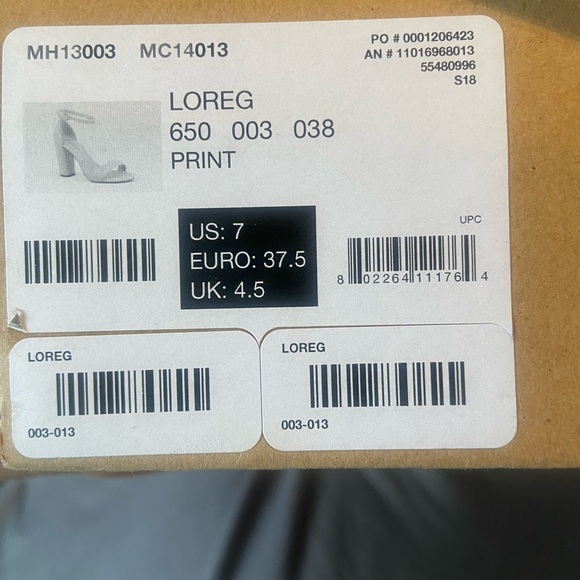 MH13003 MC14013
PO # 0001206423
AN # 11016968013
55480996
S18
LOREG
650 003 038
PRINT
US: 7
EURO: 37.5
UK: 4.5
UPC
8 02264 11176 4
LOREG
003-013
LOREG
003-013